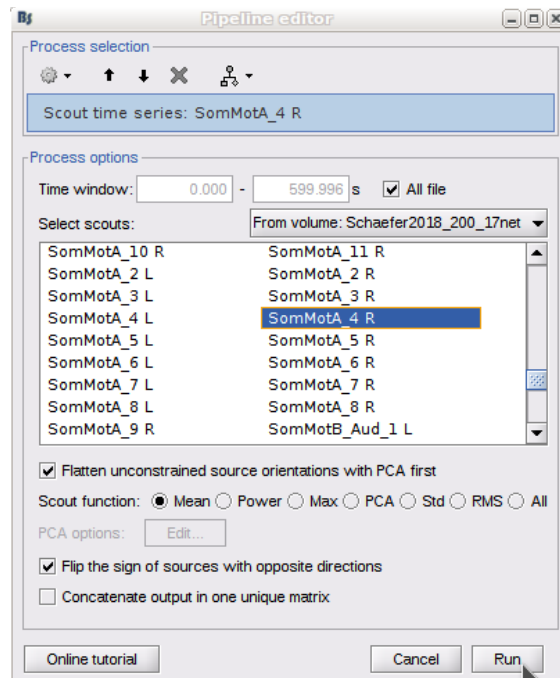 Bs Pipeline editor
Process selection
Scout time series: SomMotA_4 R
Process options
Time window: 0.000 - 599.996 s All file
Select scouts: From volume: Schaefer2018_200_17net
SomMotA_10 R SomMotA_11 R
SomMotA_2 L SomMotA_2 R
SomMotA_3 L SomMotA_3 R
SomMotA_4 L SomMotA_4 R
SomMotA_5 L SomMotA_5 R
SomMotA_6 L SomMotA_6 R
SomMotA_7 L SomMotA_7 R
SomMotA_8 L SomMotA_8 R
SomMotA_9 R SomMotB_Aud_1 L
Flatten unconstrained source orientations with PCA first
Scout function: Mean Power Max PCA Std RMS All
PCA options: Edit...
Flip the sign of sources with opposite directions
Concatenate output in one unique matrix
Online tutorial Cancel Run